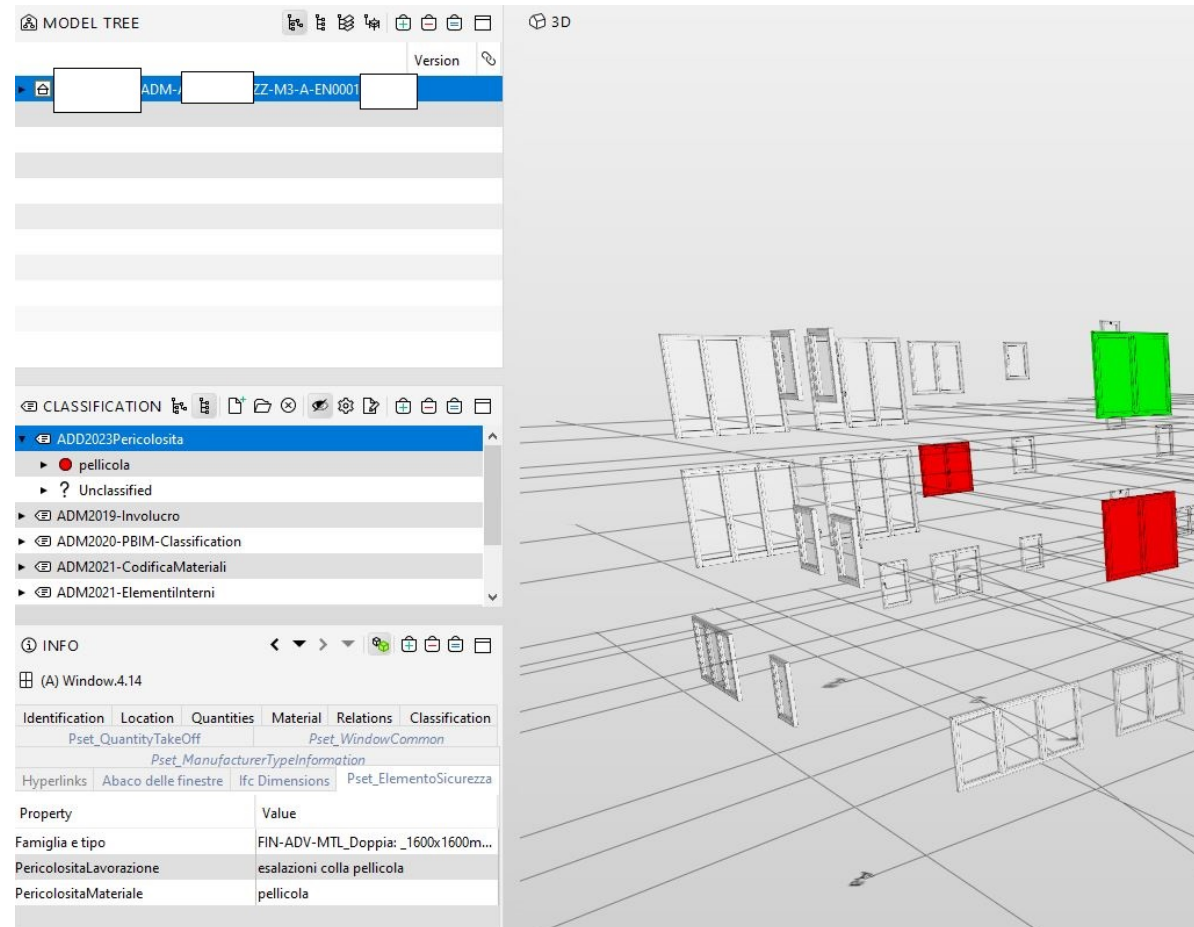 MODEL TREE
3D
Version
ADM-A ZZ-M3-A-EN0001
CLASSIFICATION
ADD2023Pericolosita
pellicola
? Unclassified
ADM2019-Involucro
ADM2020-PBIM-Classification
ADM2021-CodificaMateriali
ADM2021-ElementiInterni
INFO
(A) Window.4.14
Identification Location Quantities Material Relations Classification
Pset_QuantityTakeOff Pset_WindowCommon
Pset_ManufacturerTypeInformation
Hyperlinks Abaco delle finestre Ifc Dimensions Pset_ElementoSicurezza
Property Value
Famiglia e tipo FIN-ADV-MTL_Doppia: _1600x1600m...
PericolositaLavorazione esalazioni colla pellicola
PericolositaMateriale pellicola